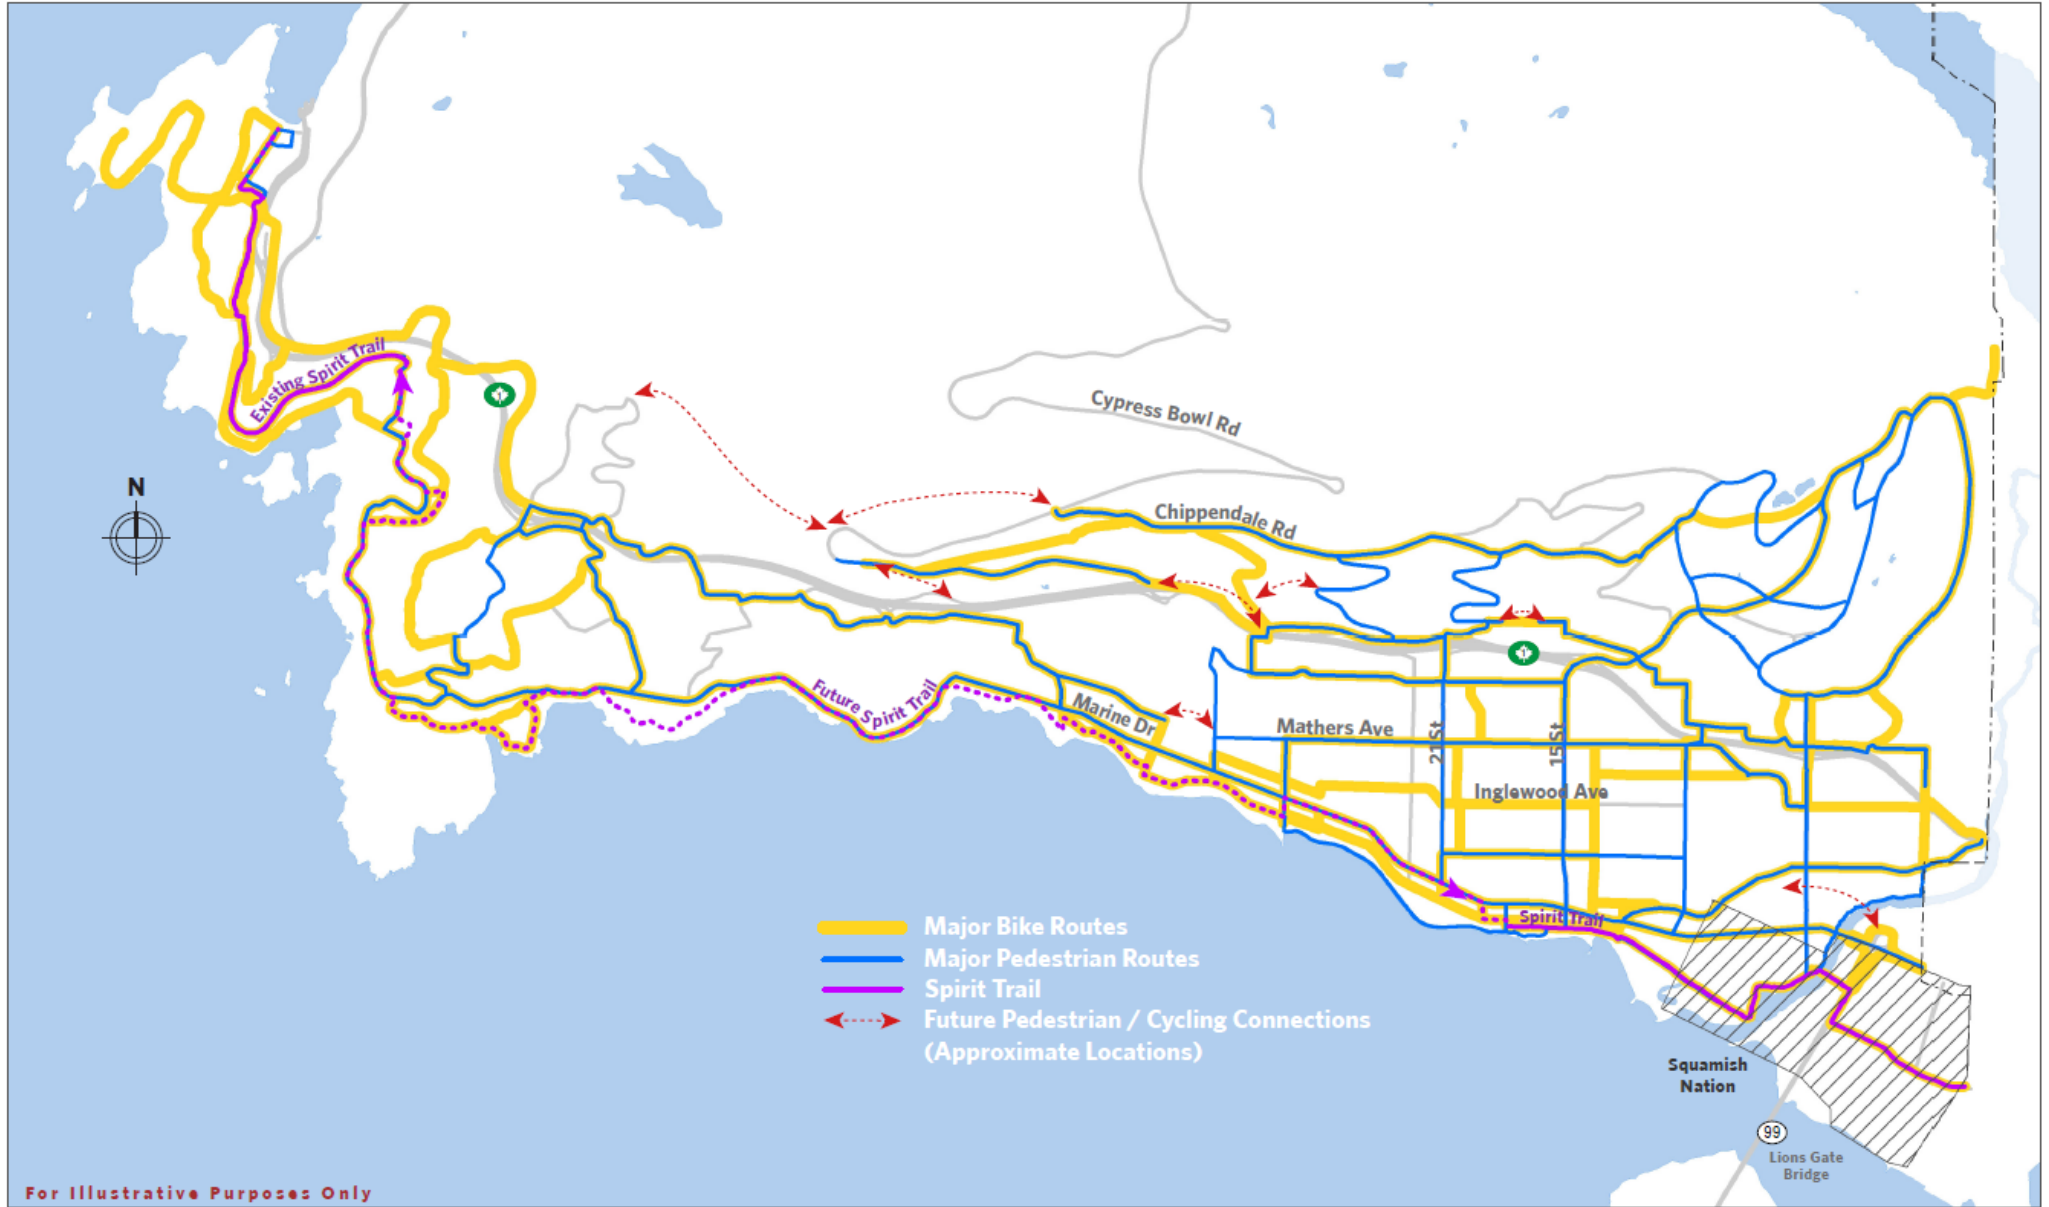 Existing Spirit Trail
1
N
Cypress Bowl Rd
Chippendale Rd
1
Future Spirit Trail
Marine Dr
Mathers Ave
21 St
15 St
Inglewood Ave
Spirit Trail
Major Bike Routes
Major Pedestrian Routes
Spirit Trail
Future Pedestrian / Cycling Connections
(Approximate Locations)
Squamish
Nation
99
Lions Gate
Bridge
For Illustrative Purposes Only